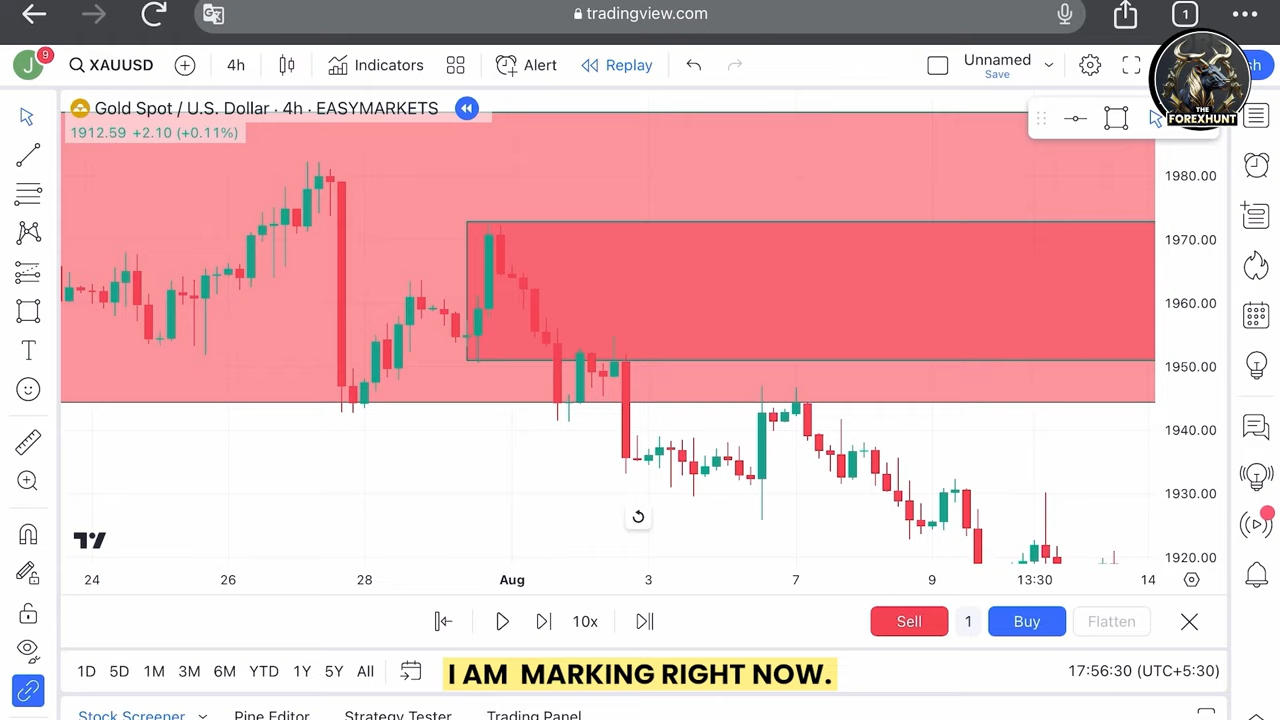 tradingview.com
1
J
9
XAUUSD
4h
Indicators
Alert
Replay
Unnamed
Save
sh
THE
FOREXHUNT
Gold Spot / U.S. Dollar · 4h · EASYMARKETS
1912.59 +2.10 (+0.11%)
1980.00
1970.00
1960.00
1950.00
1940.00
1930.00
1920.00
24
26
28
Aug
3
7
9
13:30
14
10x
Sell
1
Buy
Flatten
1D
5D
1M
3M
6M
YTD
1Y
5Y
All
I AM MARKING RIGHT NOW.
17:56:30 (UTC+5:30)
Stock Screener
Pine Editor
Strategy Tester
Trading Panel